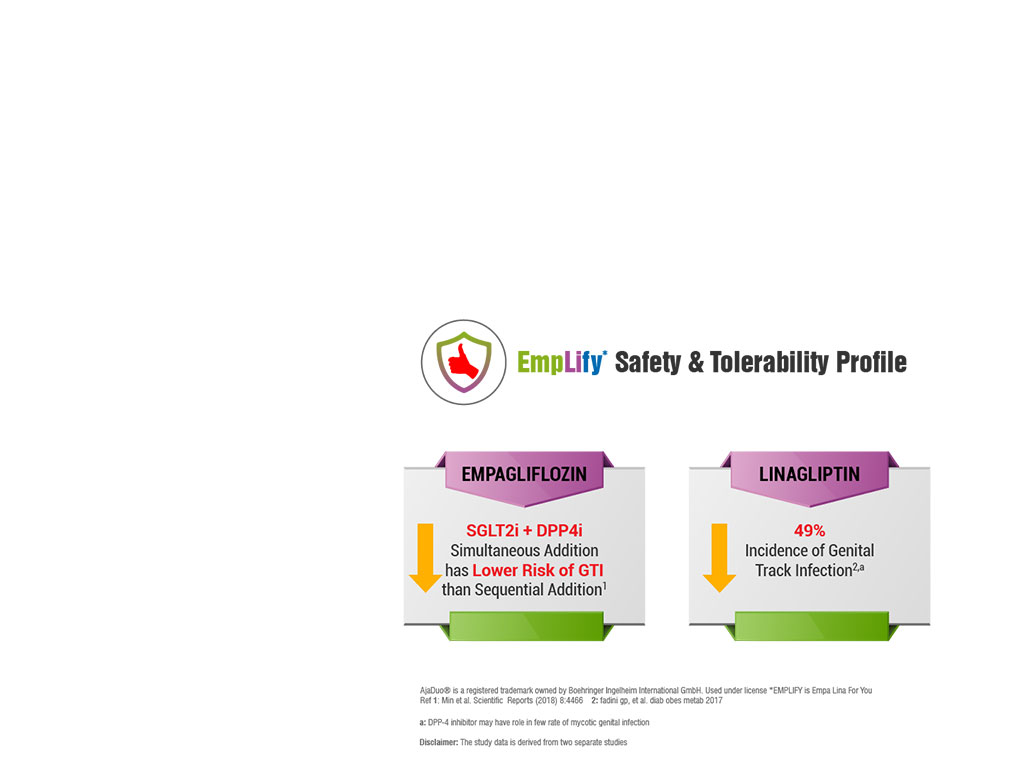 EmpLify* Safety & Tolerability Profile
EMPAGLIFLOZIN
SGLT2i + DPP4i
Simultaneous Addition
has Lower Risk of GTI
than Sequential Addition1
LINAGLIPTIN
49%
Incidence of Genital
Track Infection2,a
AjaDuo® is a registered trademark owned by Boehringer Ingelheim International GmbH. Used under license *EMPLIFY is Empa Lina For You
Ref 1: Min et al. Scientific Reports (2018) 8:4466 2: fadini gp, et al. diab obes metab 2017
a: DPP-4 inhibitor may have role in few rate of mycotic genital infection
Disclaimer: The study data is derived from two separate studies